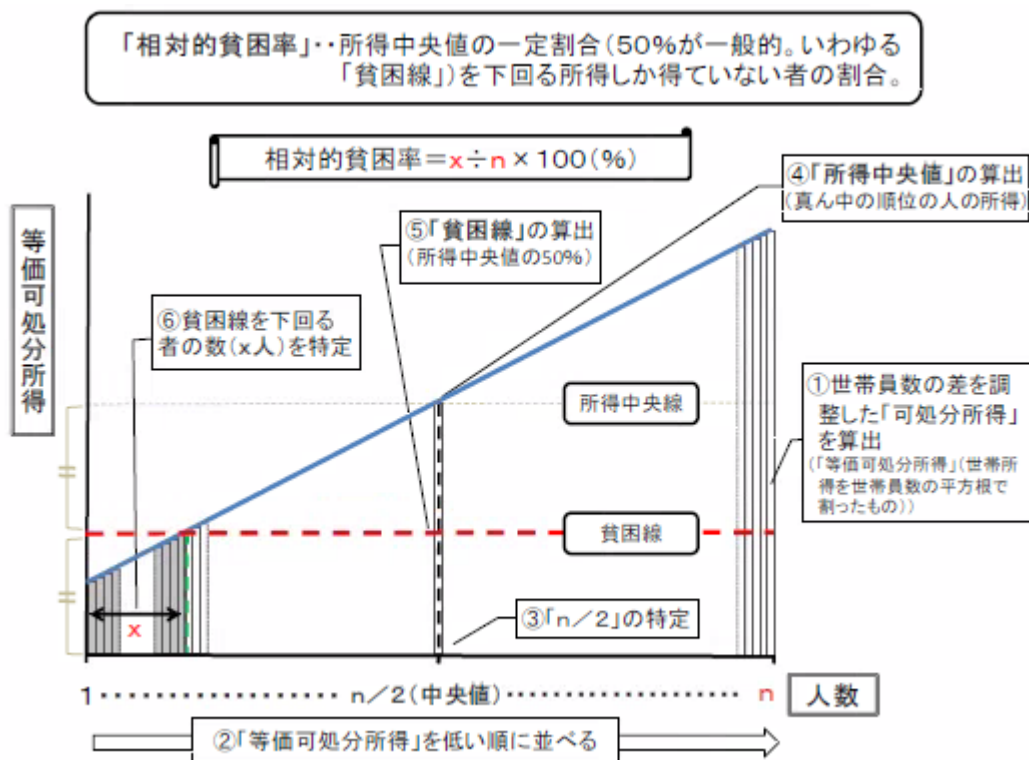 「相対的貧困率」‥所得中央値の一定割合(50%が一般的。いわゆる
「貧困線」)を下回る所得しか得ていない者の割合。
相対的貧困率=x÷n×100(%)
④「所得中央値」の算出
(真ん中の順位の人の所得)
⑤「貧困線」の算出
(所得中央値の50%)
等価可処分所得
⑥貧困線を下回る
者の数(x人)を特定
所得中央線
①世帯員数の差を調
整した「可処分所得」
を算出
(「等価可処分所得」(世帯所
得を世帯員数の平方根で
割ったもの))
貧困線
x
③「n/2」の特定
1‥‥‥‥‥‥‥‥‥‥n/2(中央値)‥‥‥‥‥‥‥‥‥‥ n 人数
②「等価可処分所得」を低い順に並べる